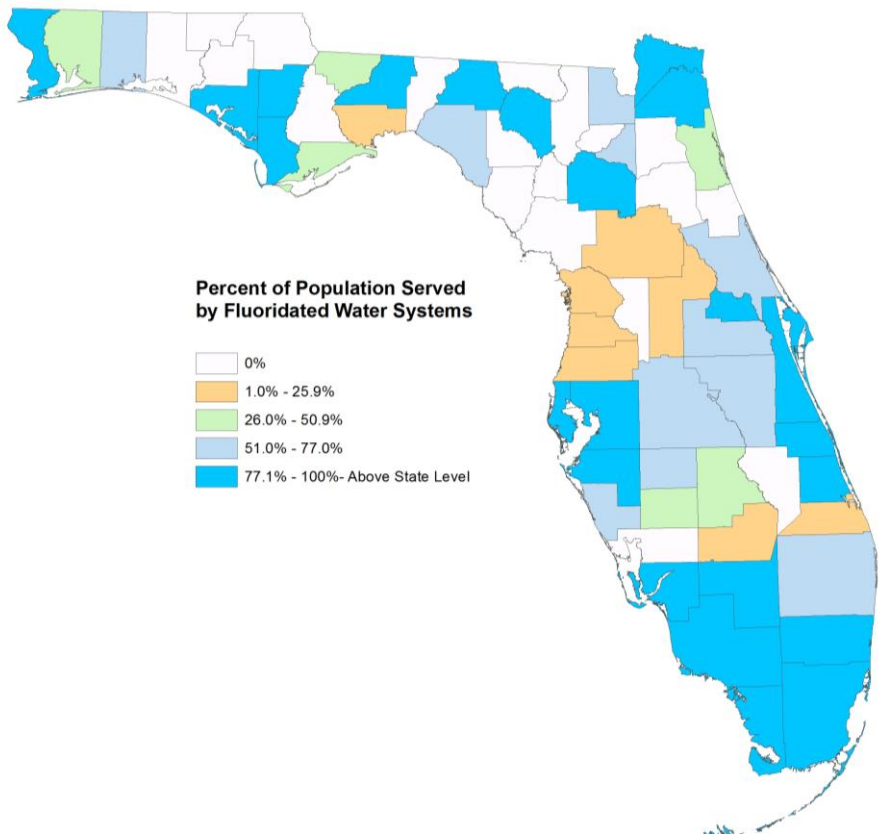 Percent of Population Served
by Fluoridated Water Systems
0%
1.0% - 25.9%
26.0% - 50.9%
51.0% - 77.0%
77.1% - 100%- Above State Level